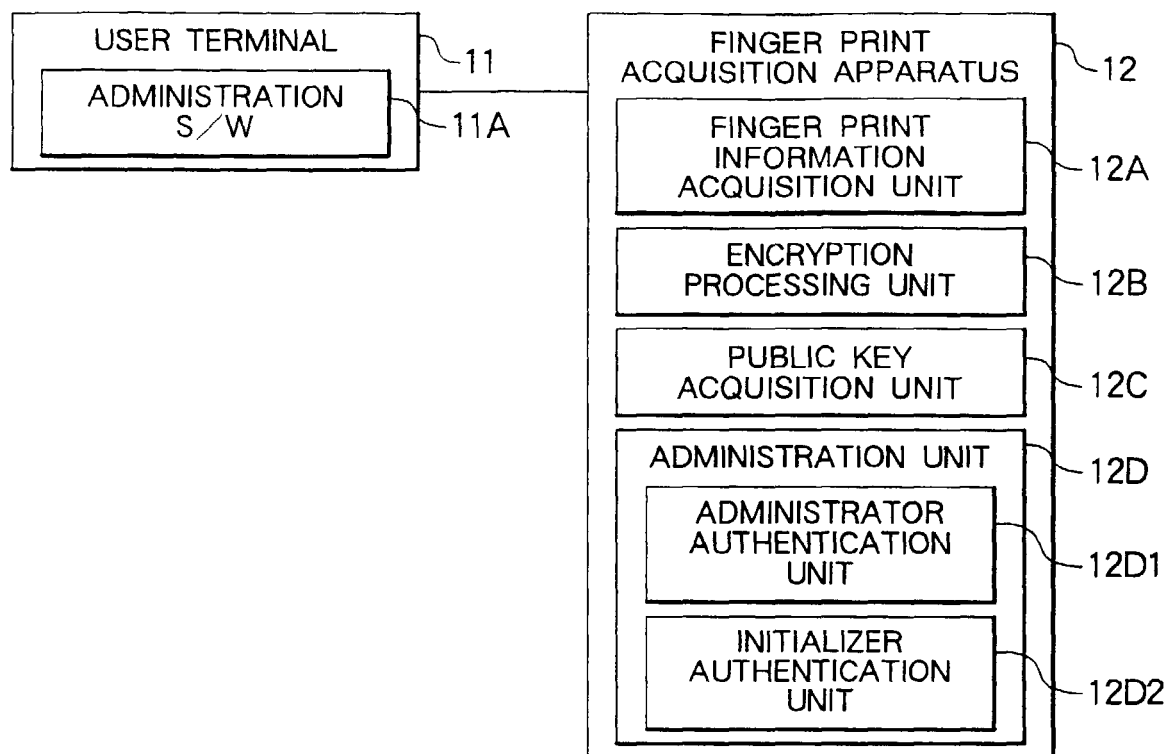 USER TERMINAL
11
ADMINISTRATION
S/W
11A
FINGER PRINT
ACQUISITION APPARATUS
12
FINGER PRINT
INFORMATION
ACQUISITION UNIT
12A
ENCRYPTION
PROCESSING UNIT
12B
PUBLIC KEY
ACQUISITION UNIT
12C
ADMINISTRATION UNIT
12D
ADMINISTRATOR
AUTHENTICATION
UNIT
12D1
INITIALIZER
AUTHENTICATION
UNIT
12D2